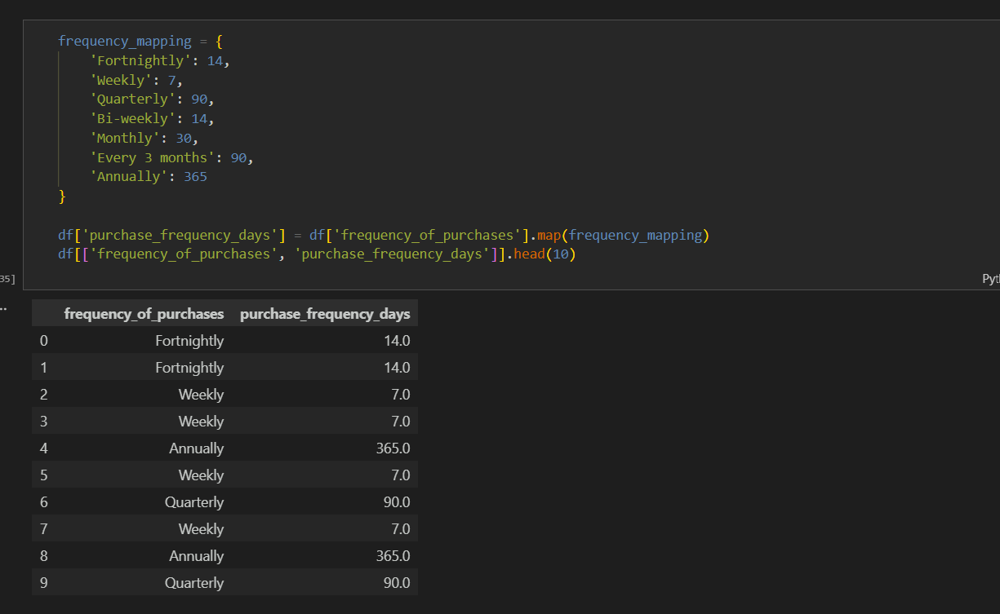 frequency_mapping = {
'Fortnightly': 14,
'Weekly': 7,
'Quarterly': 90,
'Bi-weekly': 14,
'Monthly': 30,
'Every 3 months': 90,
'Annually': 365
}
df['purchase_frequency_days'] = df['frequency_of_purchases'].map(frequency_mapping)
df[['frequency_of_purchases', 'purchase_frequency_days']].head(10)
35]
Pyt
..
frequency_of_purchases purchase_frequency_days
0 Fortnightly 14.0
1 Fortnightly 14.0
2 Weekly 7.0
3 Weekly 7.0
4 Annually 365.0
5 Weekly 7.0
6 Quarterly 90.0
7 Weekly 7.0
8 Annually 365.0
9 Quarterly 90.0